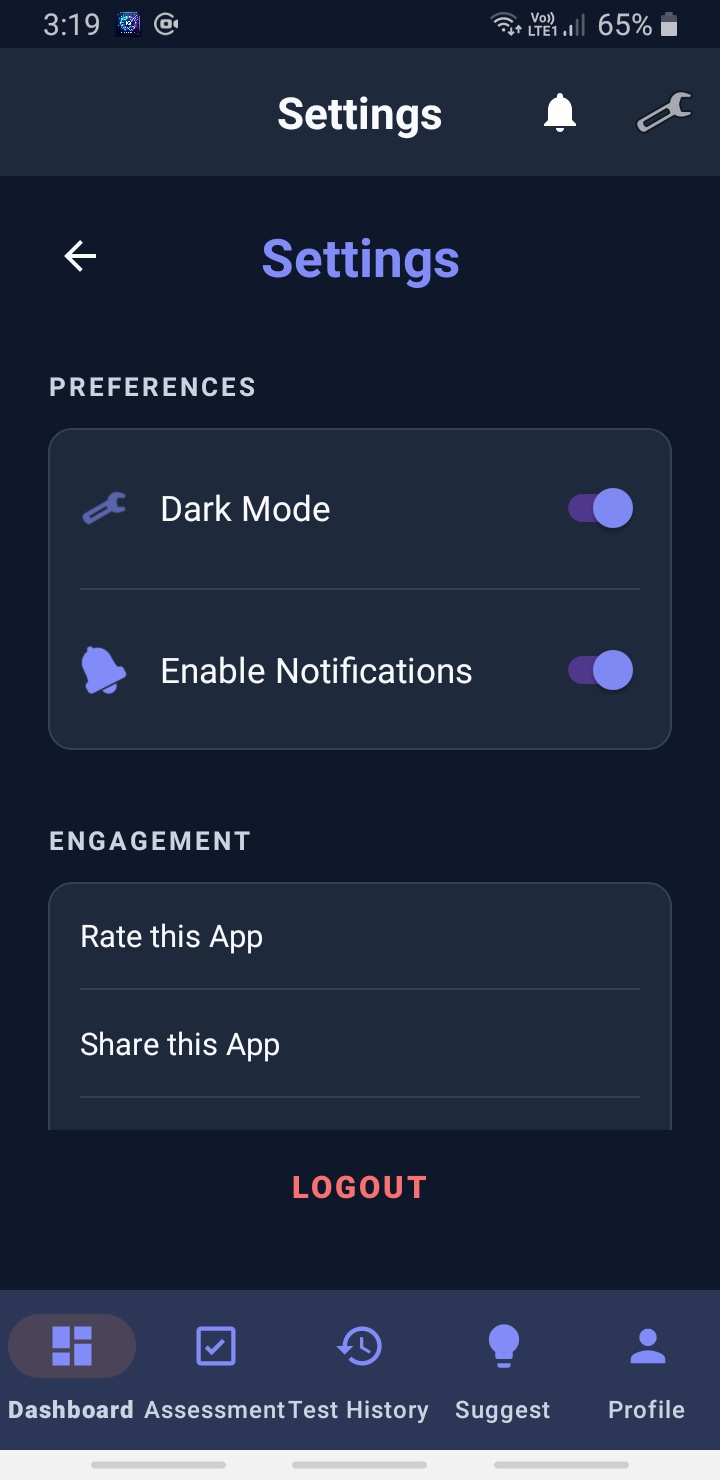 3:19 Vo)) LTE1 65%
Settings
Settings
PREFERENCES
Dark Mode
Enable Notifications
ENGAGEMENT
Rate this App
Share this App
LOGOUT
Dashboard Assessment Test History Suggest Profile